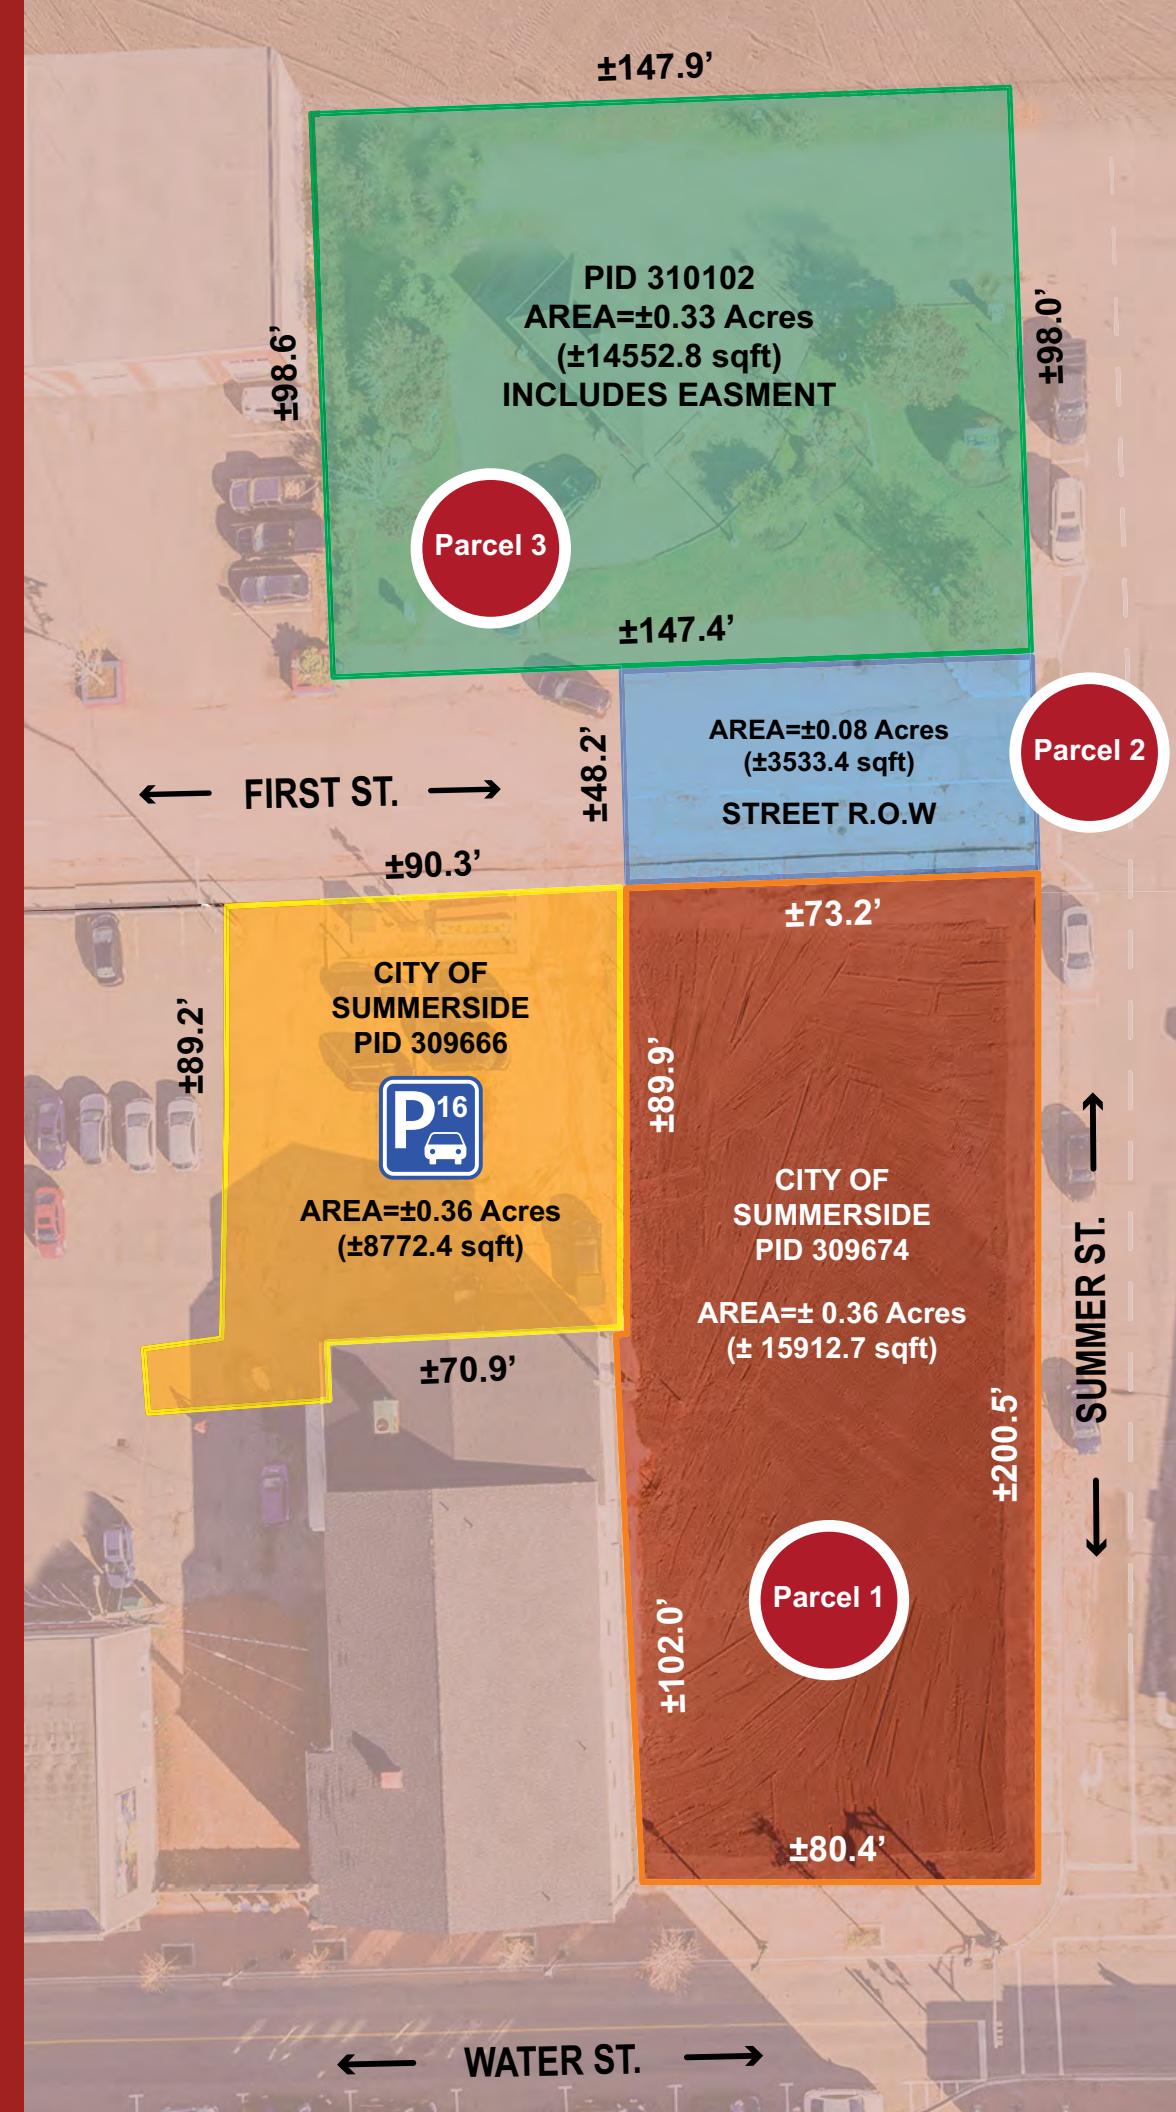 ±147.9’
PID 310102
AREA=±0.33 Acres
(±14552.8 sqft)
INCLUDES EASMENT
±98.6’
±98.0’
Parcel 3
±147.4’
AREA=±0.08 Acres
(±3533.4 sqft)
STREET R.O.W
Parcel 2
±48.2’
FIRST ST.
±90.3’
±73.2’
CITY OF
SUMMERSIDE
PID 309666
±89.2’
P16
AREA=±0.36 Acres
(±8772.4 sqft)
±89.9’
CITY OF
SUMMERSIDE
PID 309674
AREA=± 0.36 Acres
(± 15912.7 sqft)
±70.9’
SUMMER ST.
±200.5’
Parcel 1
±102.0’
±80.4’
WATER ST.